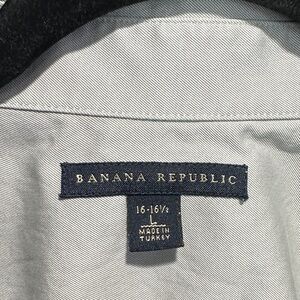 BANANA REPUBLIC
16-16½
L
MADE IN
TURKEY